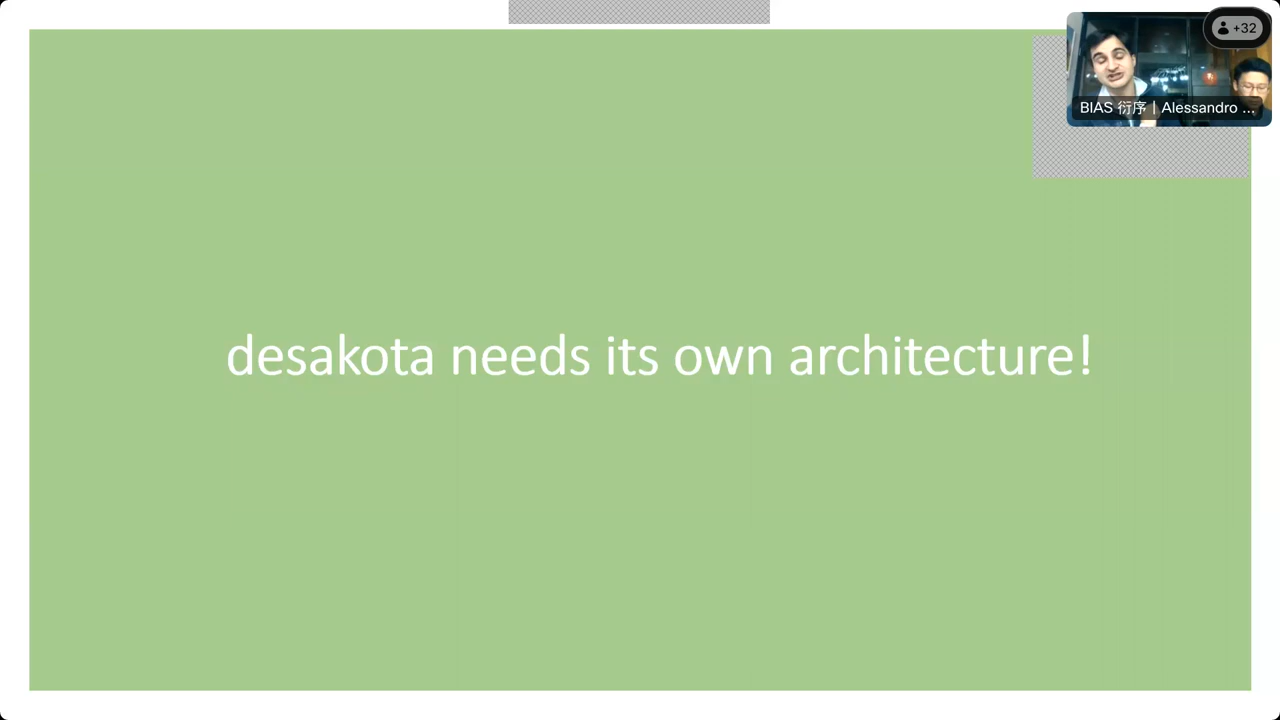 +32
BIAS 衍序 | Alessandro ...
desakota needs its own architecture!